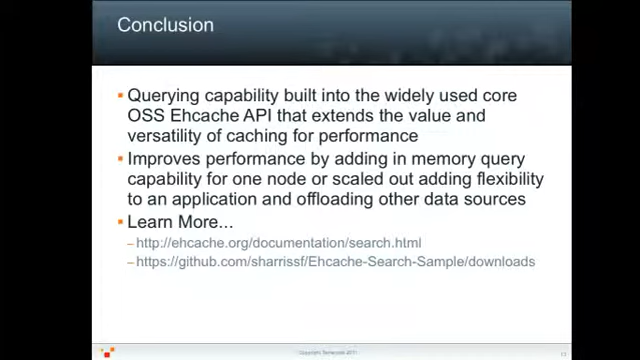 Conclusion
Querying capability built into the widely used core
OSS Ehcache API that extends the value and
versatility of caching for performance
Improves performance by adding in memory query
capability for one node or scaled out adding flexibility
to an application and offloading other data sources
Learn More...
–http://ehcache.org/documentation/search.html
–https://github.com/sharrissf/Ehcache-Search-Sample/downloads
Copyright Terracotta 2011